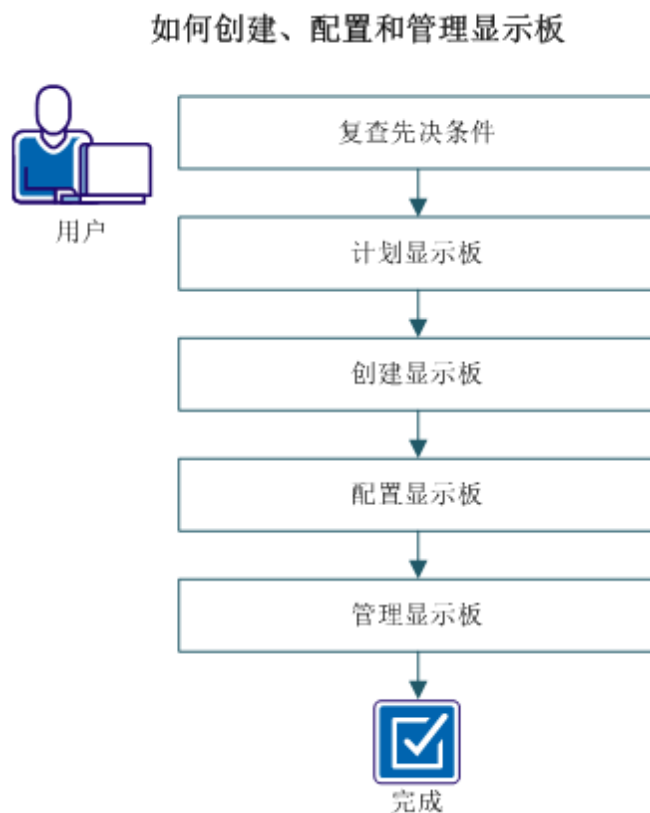 如何创建、配置和管理显示板
复查先决条件
用户
计划显示板
创建显示板
配置显示板
管理显示板
完成